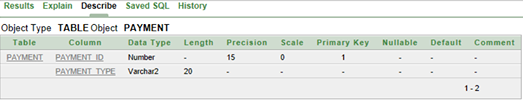 Results Explain Describe Saved SQL History
Object Type TABLE Object PAYMENT
Table Column Data Type Length Precision Scale Primary Key Nullable Default Comment
PAYMENT PAYMENT_ID Number - 15 0 1 - - -
PAYMENT_TYPE Varchar2 20 - - - - - -
1 - 2